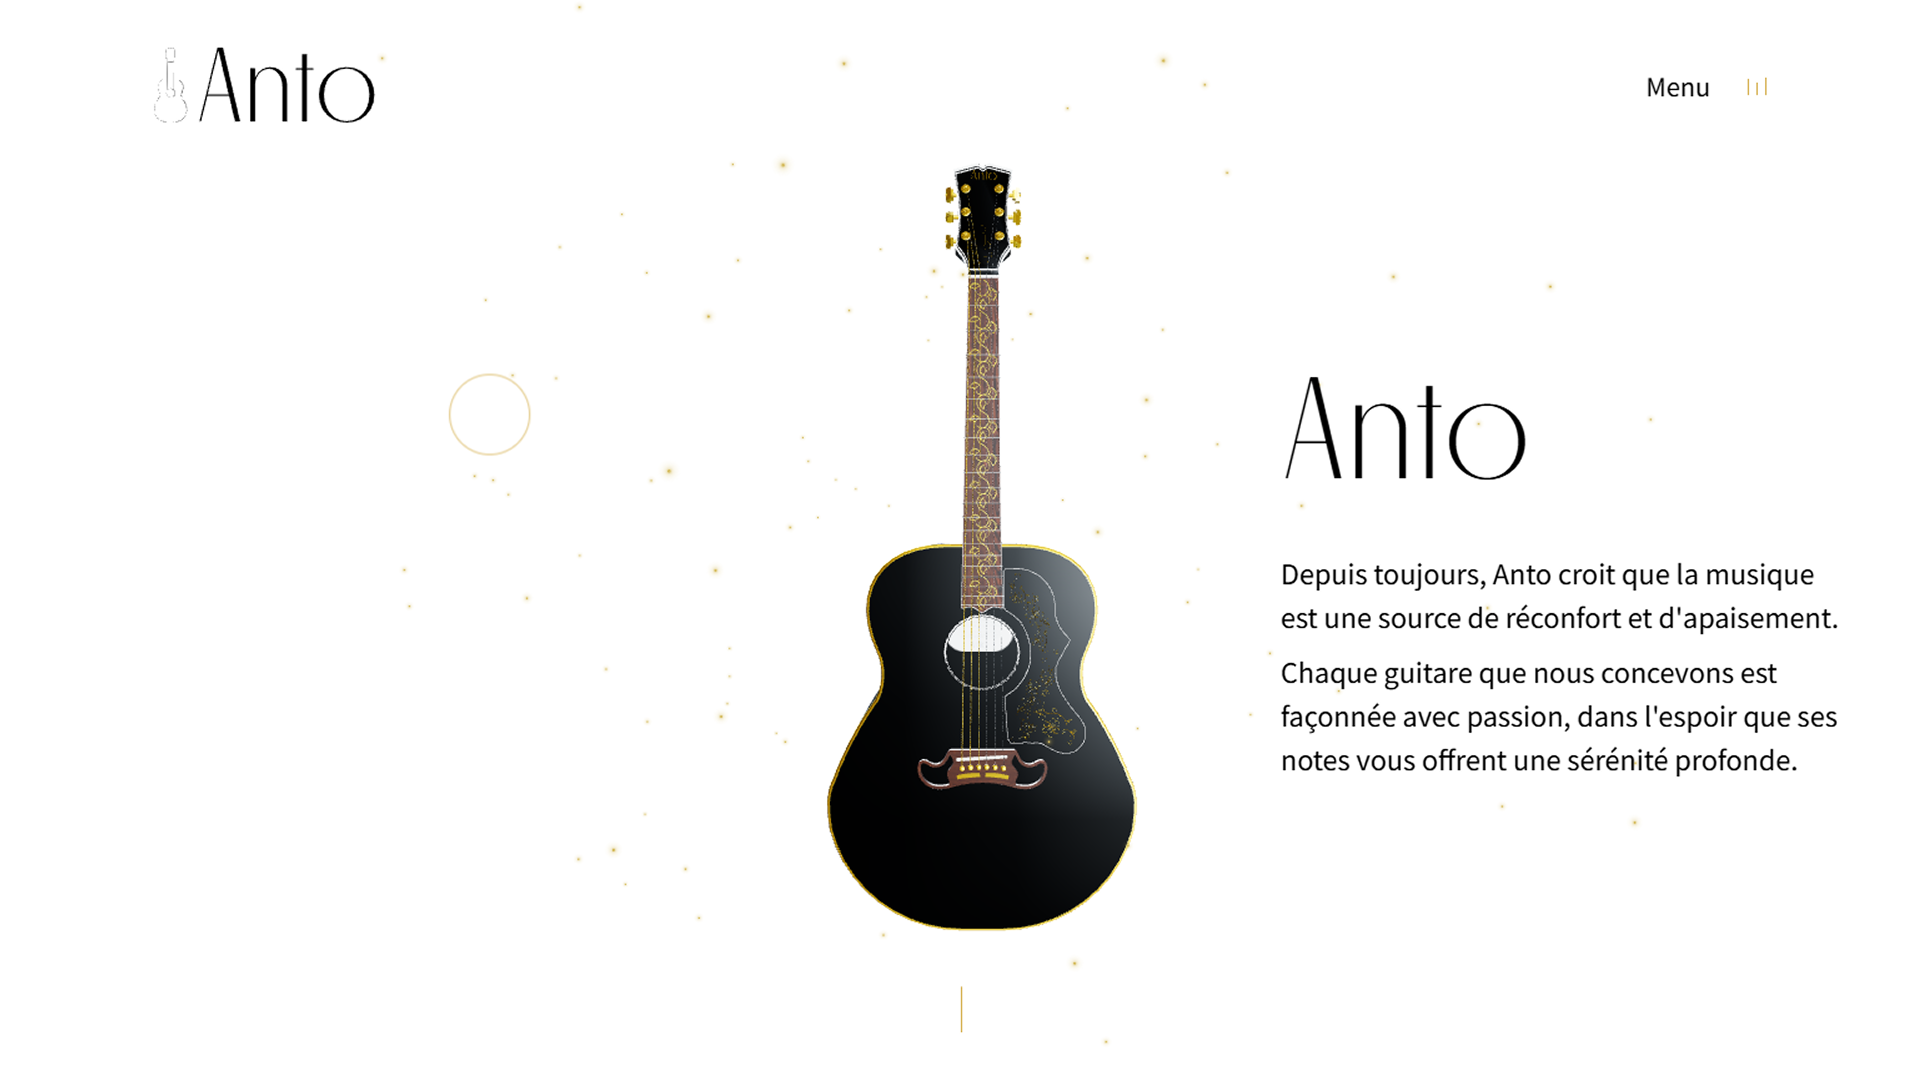 Anto
Menu
Anto
Anto
Depuis toujours, Anto croit que la musique
est une source de réconfort et d'apaisement.
Chaque guitare que nous concevons est
façonnée avec passion, dans l'espoir que ses
notes vous offrent une sérénité profonde.